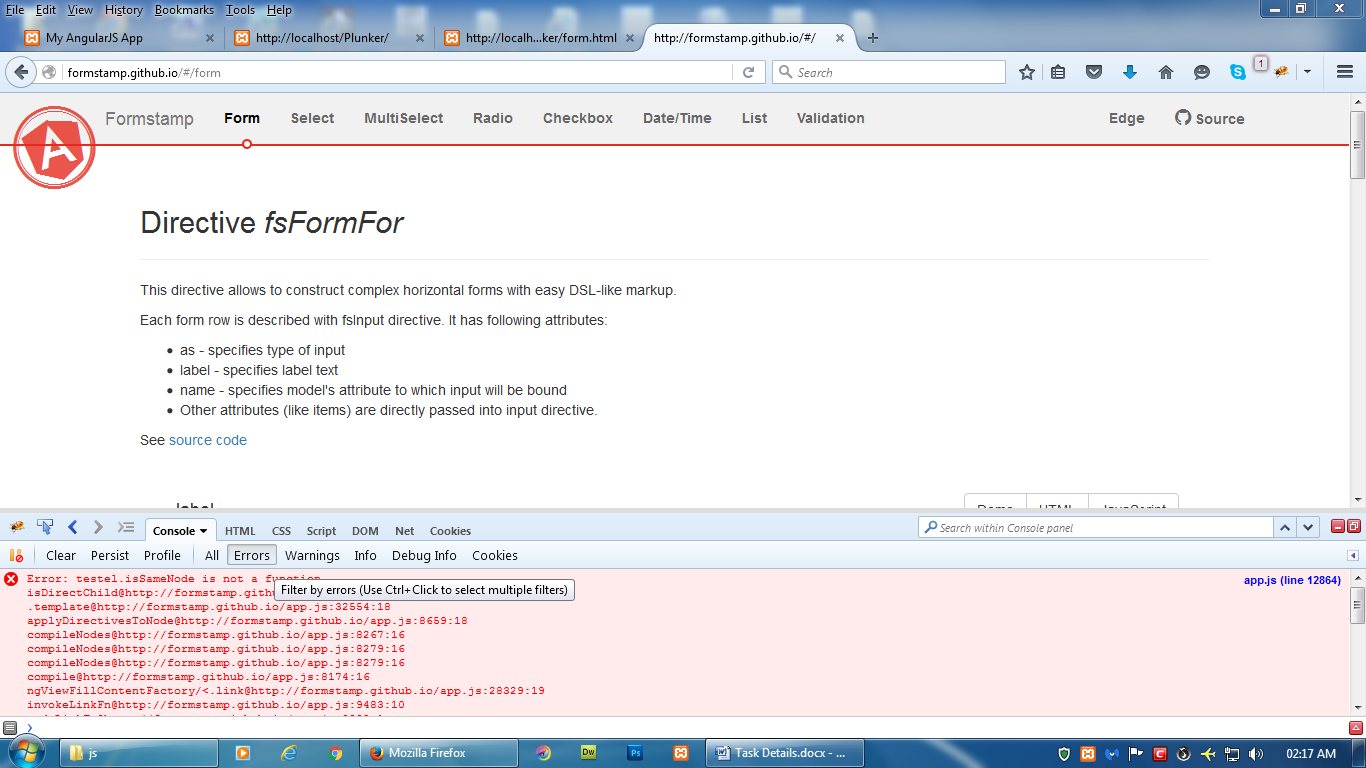 File Edit View History Bookmarks Tools Help
My AngularJS App × http://localhost/Plunker/ × http://localh...ker/form.html × http://formstamp.github.io/#/ × +
formstamp.github.io/#/form Search 1
Formstamp Form Select MultiSelect Radio Checkbox Date/Time List Validation Edge Source
Directive fsFormFor
This directive allows to construct complex horizontal forms with easy DSL-like markup.
Each form row is described with fsInput directive. It has following attributes:
• as - specifies type of input
• label - specifies label text
• name - specifies model's attribute to which input will be bound
• Other attributes (like items) are directly passed into input directive.
See source code
label Demo HTML JavaScript
Console HTML CSS Script DOM Net Cookies Search within Console panel
Clear Persist Profile All Errors Warnings Info Debug Info Cookies
Error: testel.isSameNode is not a function app.js (line 12864)
Filter by errors (Use Ctrl+Click to select multiple filters)
isDirectChild@http://formstamp.gith
.template@http://formstamp.github.io/app.js:32554:18
applyDirectivesToNode@http://formstamp.github.io/app.js:8659:18
compileNodes@http://formstamp.github.io/app.js:8267:16
compileNodes@http://formstamp.github.io/app.js:8279:16
compileNodes@http://formstamp.github.io/app.js:8279:16
compile@http://formstamp.github.io/app.js:8174:16
ngViewFillContentFactory/<.link@http://formstamp.github.io/app.js:28329:19
invokeLinkFn@http://formstamp.github.io/app.js:9483:10
js Mozilla Firefox Dw Ps Task Details.docx - ... 02:17 AM